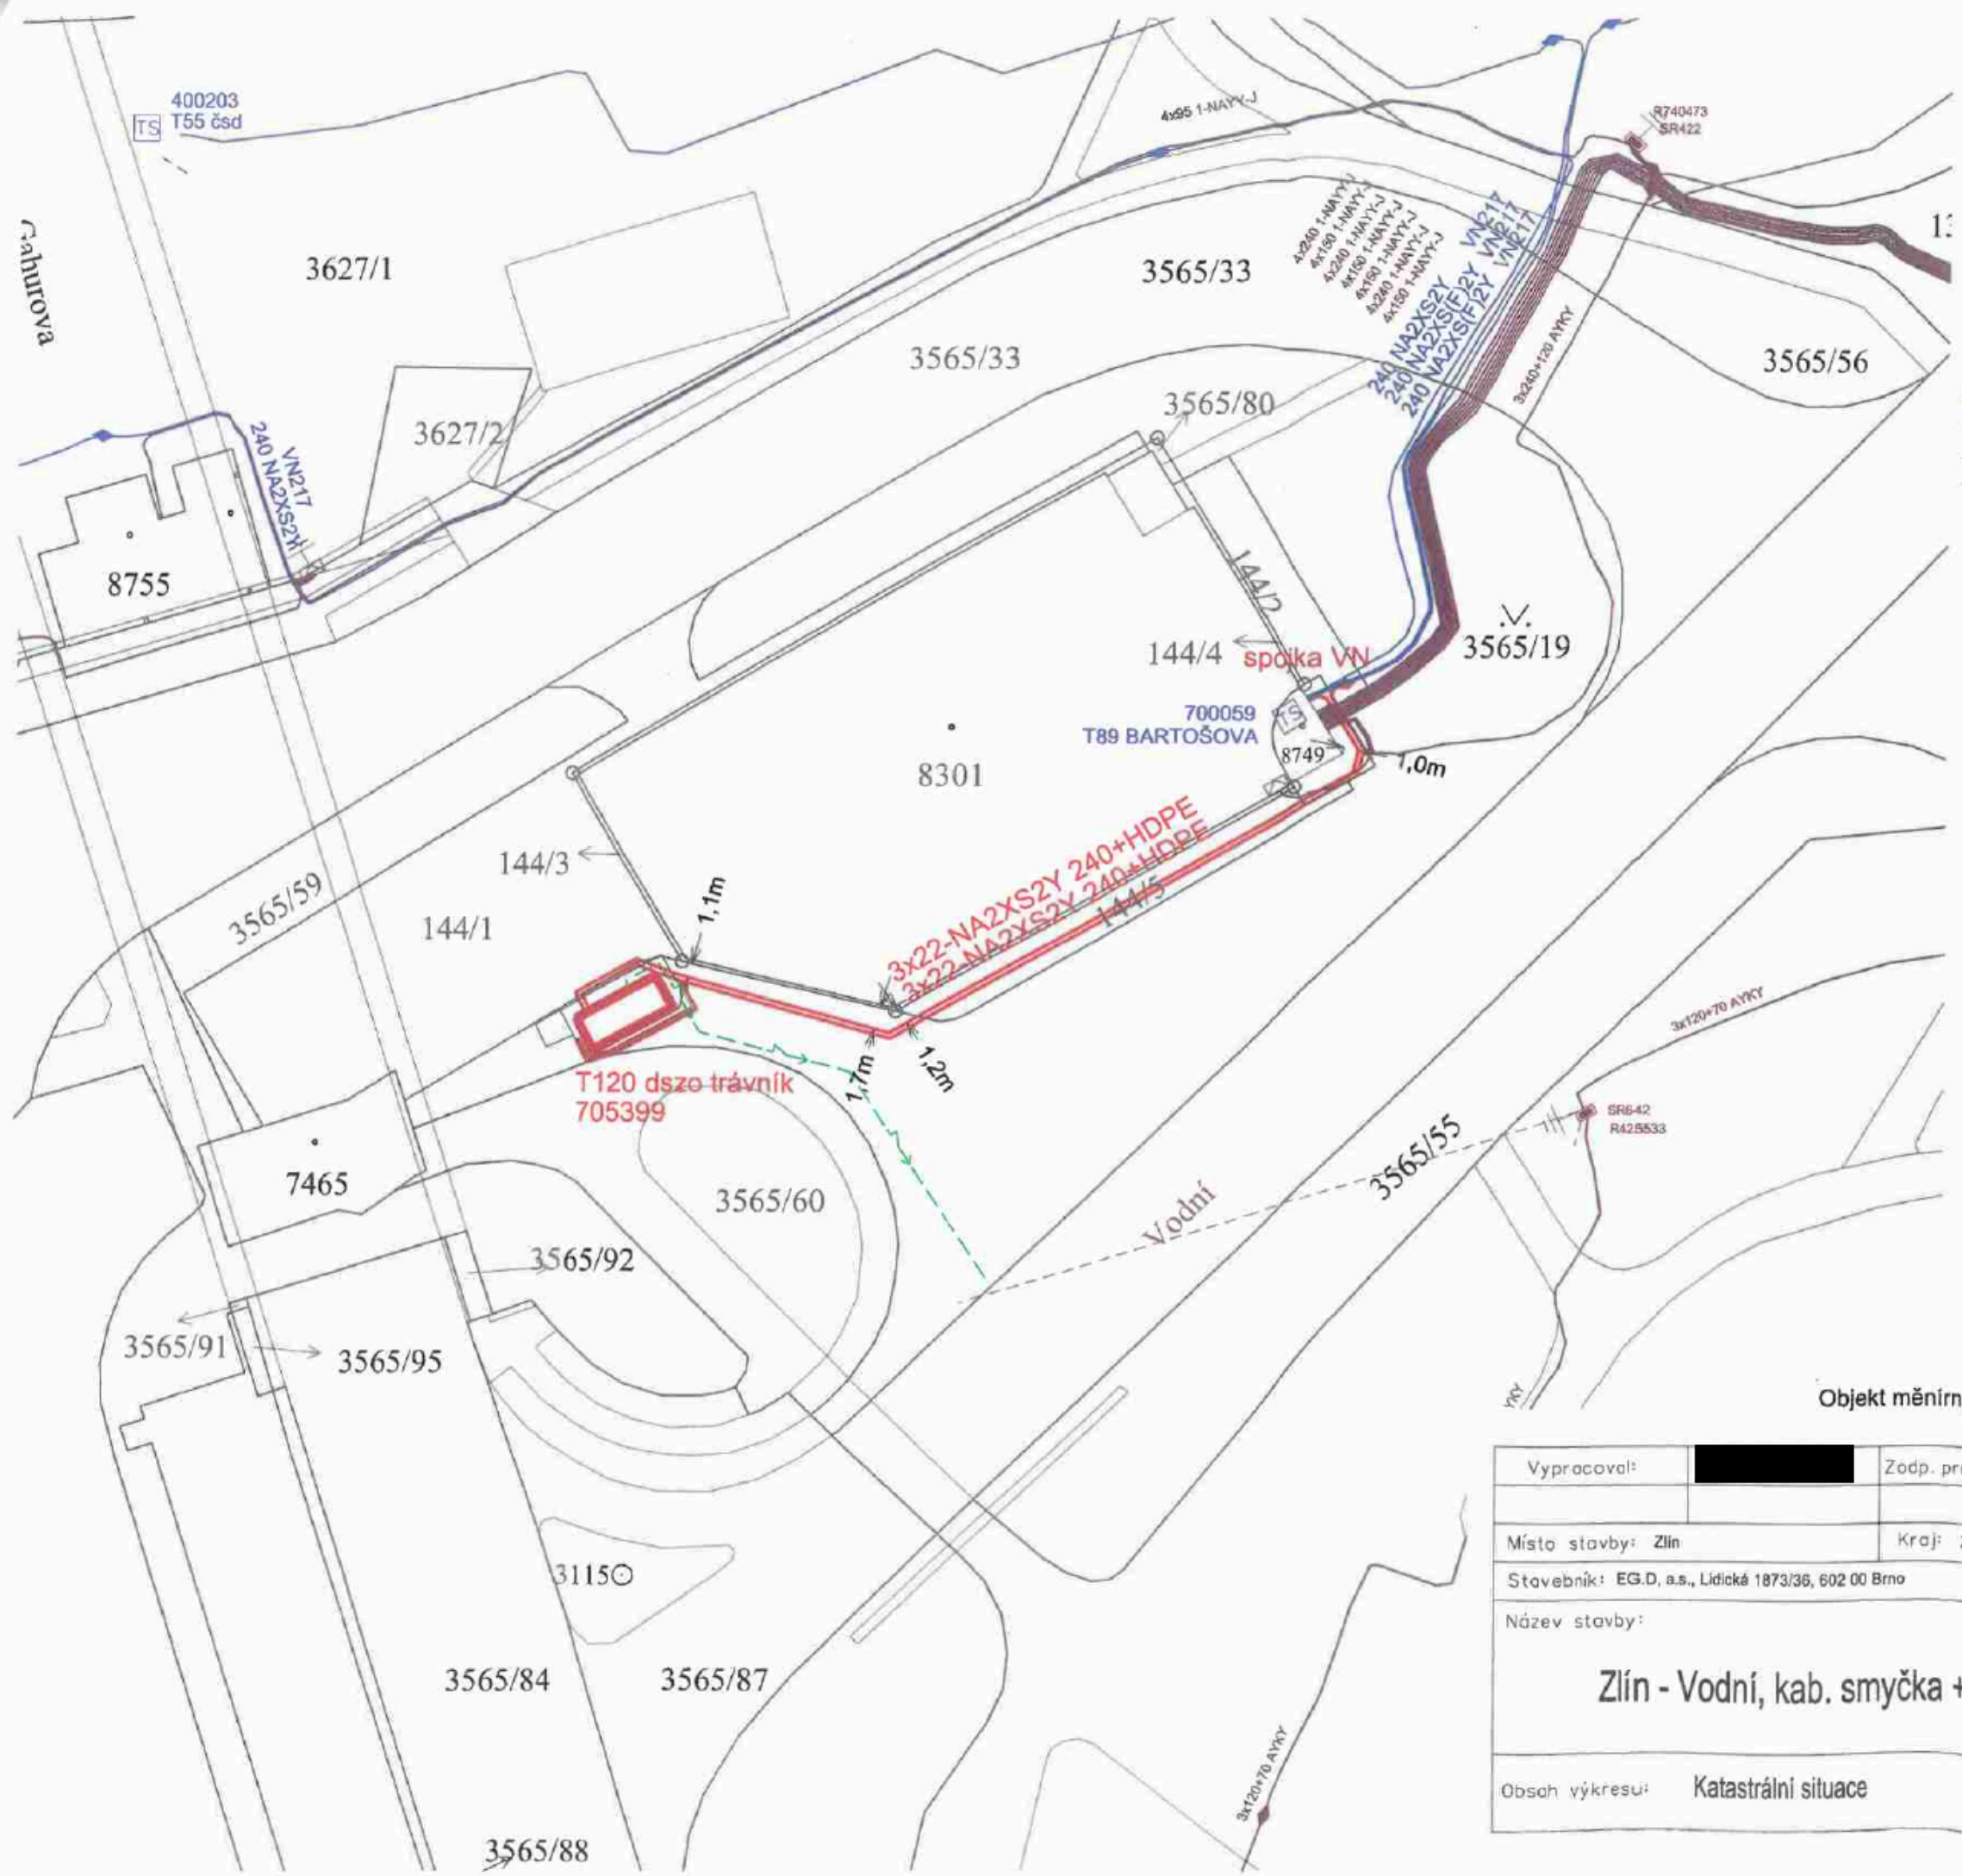 400203
TS T55 čsd
Gahurova
3627/1
4x95 1-NAYY-J
R740473
SR422
3565/33
4x240 1-NAYY-J
4x150 1-NAYY-J
4x240 1-NAYY-J
4x150 1-NAYY-J
4x150 1-NAYY-J
4x240 1-NAYY-J
4x150 1-NAYY-J
240 NA2XS2Y VN217
240 NA2XS(F)2Y VN217
240 NA2XS(F)2Y VN217
3x240+120 AYKY
3565/56
3565/33
3565/80
3627/2
VN217
240 NA2XS2Y
8755
144/2
144/4
spojka VN
3565/19
700059
T89 BARTOŠOVA
TS
8749
1,0m
8301
144/3
3565/59
144/1
1,1m
3x22-NA2XS2Y 240+HDPE
3x22-NA2XS2Y 240+HDPE
144/5
1,7m
1,2m
T120 dszo trávník
705399
3x120+70 AYKY
SR642
R425533
3565/55
Vodní
7465
3565/60
3565/92
3565/91
3565/95
3115
3565/84
3565/87
3565/88
3x120+70 AYKY
Objekt měnírn
Vypracoval:
Zodp. pr
Místo stavby: Zlín
Kraj:
Stavebník: EG.D, a.s., Lidická 1873/36, 602 00 Brno
Název stavby:
Zlín - Vodní, kab. smyčka +
Obsah výkresu: Katastrální situace